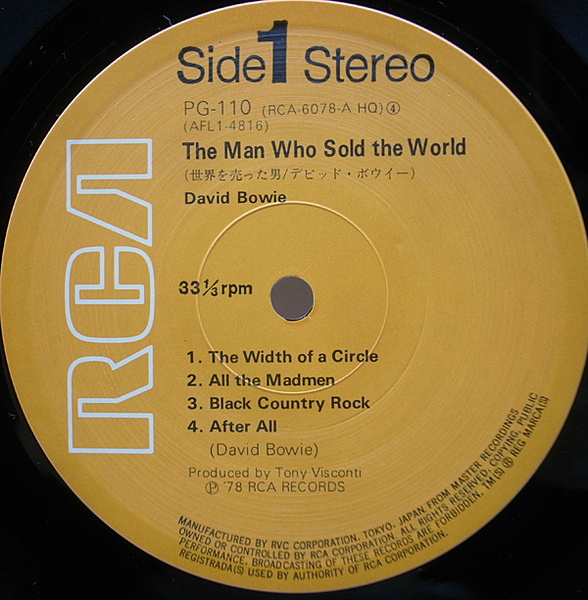 Side 1 Stereo
PG-110 (RCA-6078-A HQ)④
(AFL1-4816)
The Man Who Sold the World
(世界を売った男/デビッド・ボウイー)
David Bowie
RCA
33⅓rpm
1. The Width of a Circle
2. All the Madmen
3. Black Country Rock
4. After All
(David Bowie)
Produced by Tony Visconti
Ⓟ '78 RCA RECORDS
MANUFACTURED BY RVC CORPORATION, TOKYO, JAPAN FROM MASTER RECORDINGS
OWNED OR CONTROLLED BY RCA CORPORATION. ALL RIGHTS RESERVED, COPYING, PUBLIC
PERFORMANCE, BROADCASTING OF THESE RECORDS ARE FORBIDDEN, TM(S) ® REG MARCA(S)
REGISTRADA(S) USED BY AUTHORITY OF RCA CORPORATION.